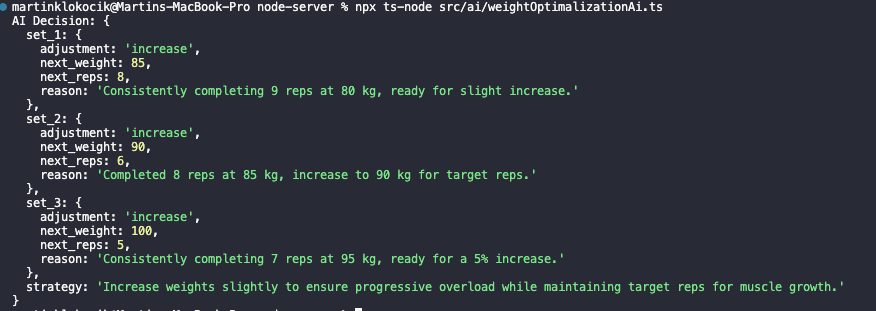 martinklokocik@Martins-MacBook-Pro node-server % npx ts-node src/ai/weightOptimalizationAi.ts
AI Decision: {
  set_1: {
    adjustment: 'increase',
    next_weight: 85,
    next_reps: 8,
    reason: 'Consistently completing 9 reps at 80 kg, ready for slight increase.'
  },
  set_2: {
    adjustment: 'increase',
    next_weight: 90,
    next_reps: 6,
    reason: 'Completed 8 reps at 85 kg, increase to 90 kg for target reps.'
  },
  set_3: {
    adjustment: 'increase',
    next_weight: 100,
    next_reps: 5,
    reason: 'Consistently completing 7 reps at 95 kg, ready for a 5% increase.'
  },
  strategy: 'Increase weights slightly to ensure progressive overload while maintaining target reps for muscle growth.'
}